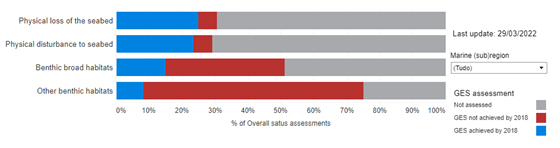 Physical loss of the seabed
Physical disturbance to seabed
Benthic broad habitats
Other benthic habitats
0% 10% 20% 30% 40% 50% 60% 70% 80% 90% 100%
% of Overall satus assessments
Last update: 29/03/2022
Marine (sub)region
(Tudo)
GES assessment
Not assessed
GES not achieved by 2018
GES achieved by 2018